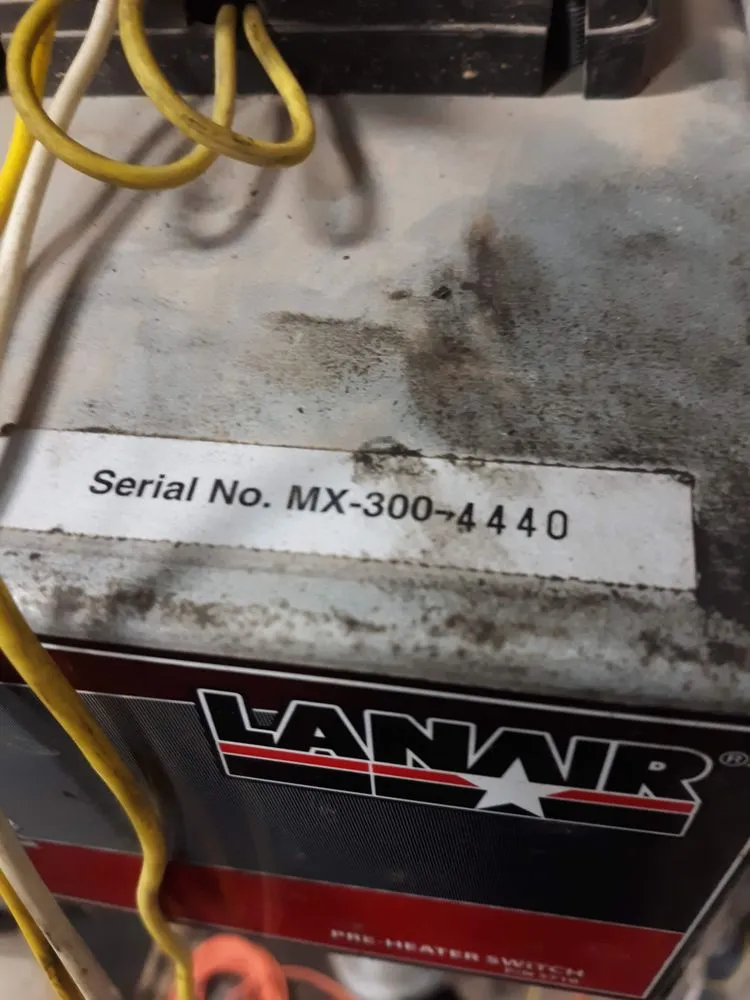 Serial No. MX-300-4440
LANAIR®
PRE-HEATER SWITCH